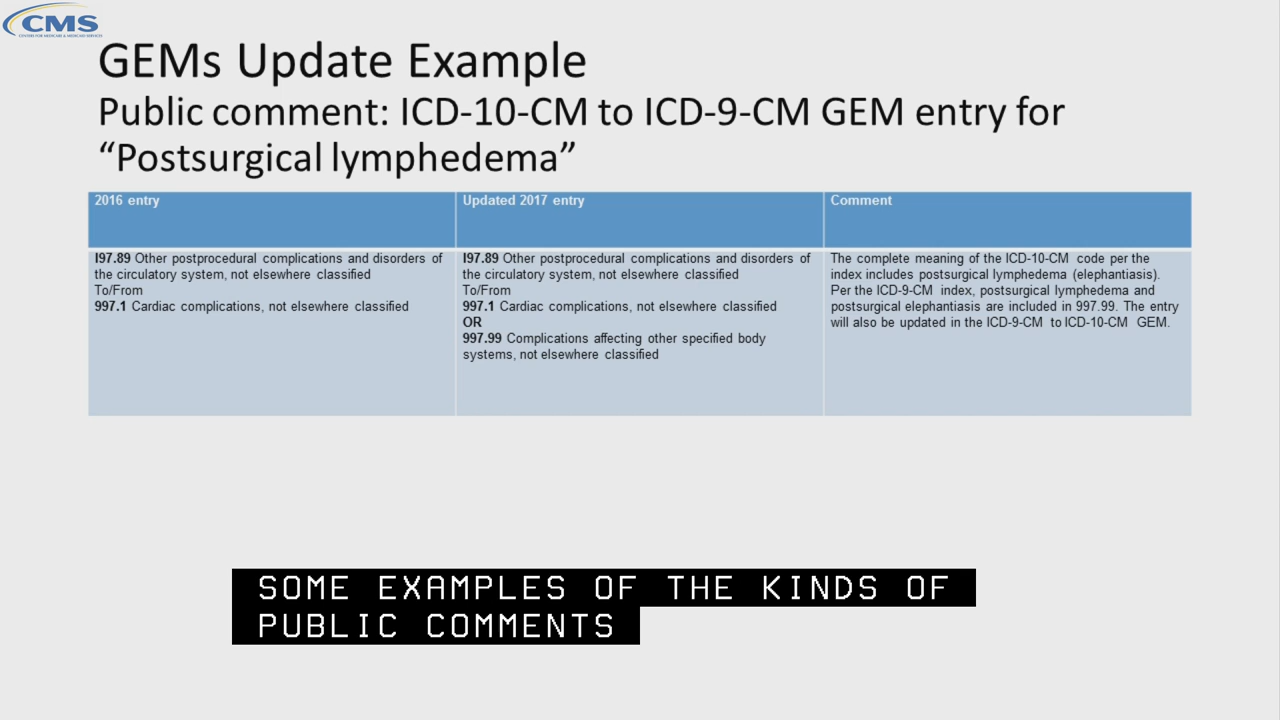 CMS
CENTERS FOR MEDICARE & MEDICAID SERVICES
GEMs Update Example
Public comment: ICD-10-CM to ICD-9-CM GEM entry for
“Postsurgical lymphedema”
2016 entry
Updated 2017 entry
Comment
I97.89 Other postprocedural complications and disorders of
the circulatory system, not elsewhere classified
To/From
997.1 Cardiac complications, not elsewhere classified
I97.89 Other postprocedural complications and disorders of
the circulatory system, not elsewhere classified
To/From
997.1 Cardiac complications, not elsewhere classified
OR
997.99 Complications affecting other specified body
systems, not elsewhere classified
The complete meaning of the ICD-10-CM code per the
index includes postsurgical lymphedema (elephantiasis).
Per the ICD-9-CM index, postsurgical lymphedema and
postsurgical elephantiasis are included in 997.99. The entry
will also be updated in the ICD-9-CM to ICD-10-CM GEM.
SOME EXAMPLES OF THE KINDS OF
PUBLIC COMMENTS